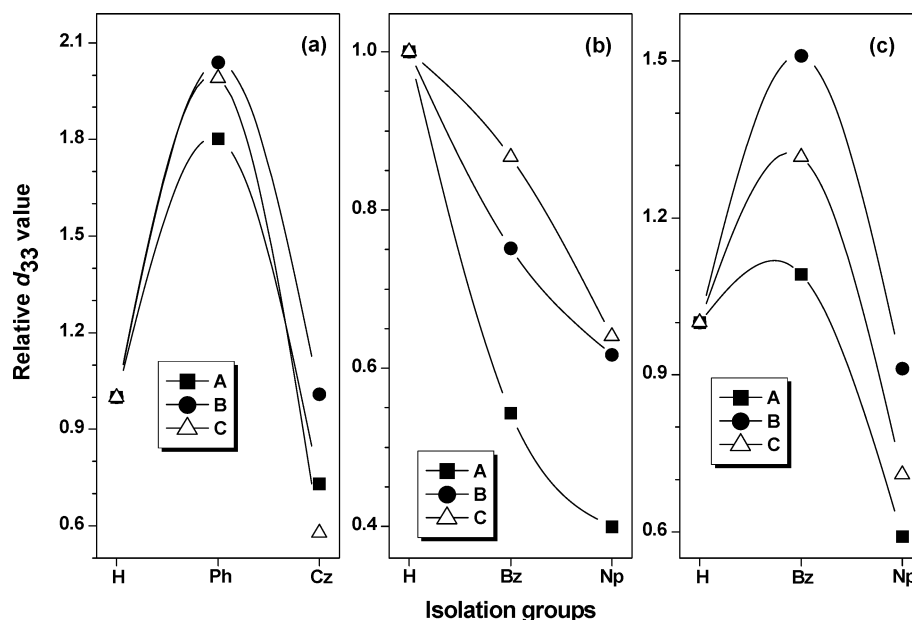 (a)
2.1
1.8
1.5
1.2
0.9
0.6
A
B
C
H Ph Cz
(b)
1.0
0.8
0.6
0.4
A
B
C
H Bz Np
(c)
1.5
1.2
0.9
0.6
A
B
C
H Bz Np
Relative d33 value
Isolation groups